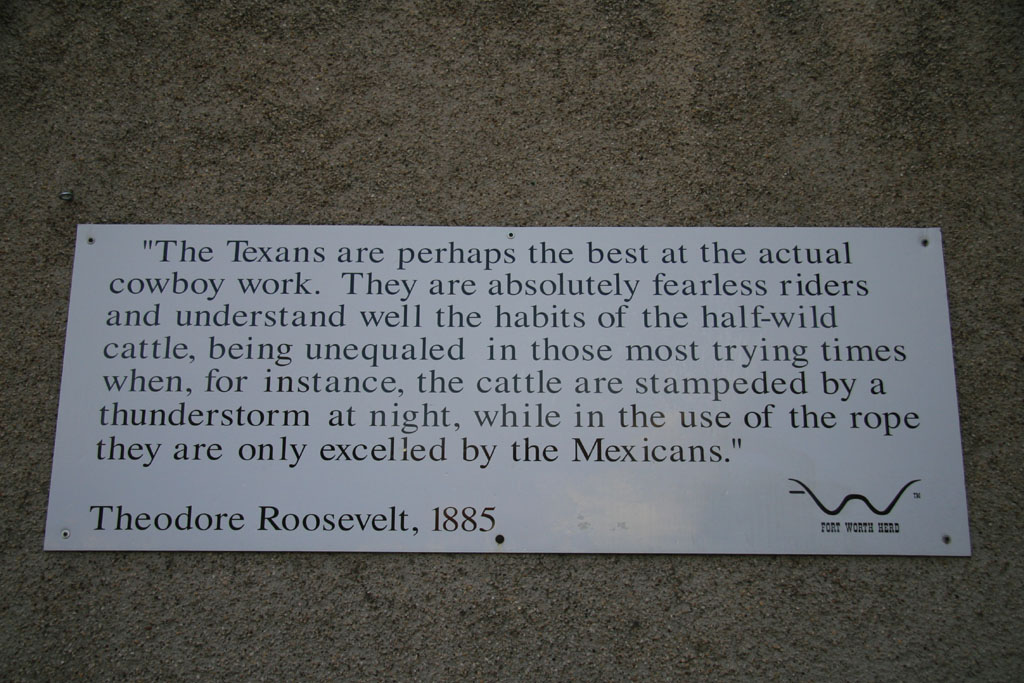 "The Texans are perhaps the best at the actual
cowboy work. They are absolutely fearless riders
and understand well the habits of the half-wild
cattle, being unequaled in those most trying times
when, for instance, the cattle are stampeded by a
thunderstorm at night, while in the use of the rope
they are only excelled by the Mexicans."
Theodore Roosevelt, 1885
TM
FORT WORTH HERD